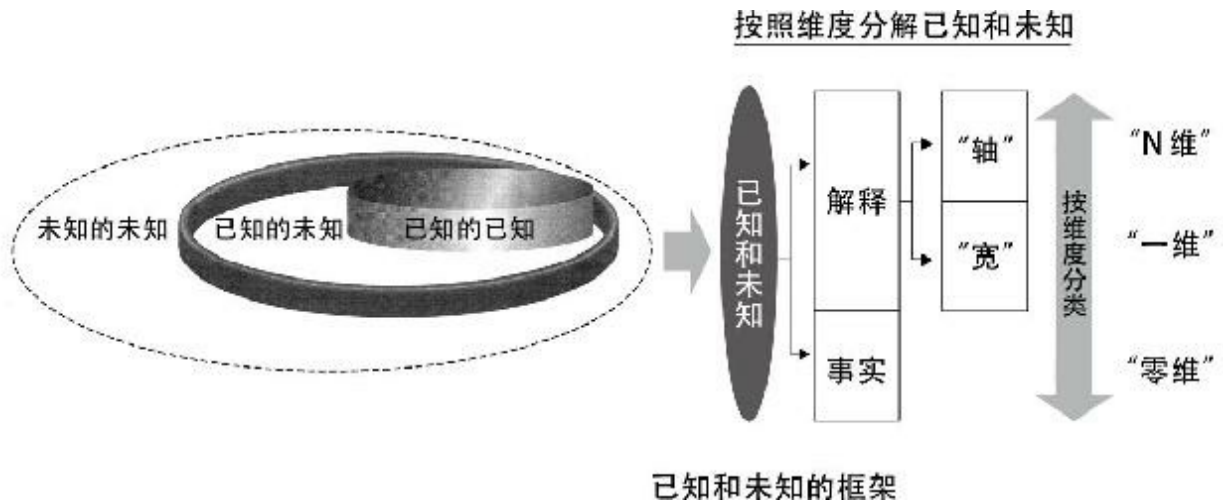 按照维度分解已知和未知
未知的未知
已知的未知
已知的已知
已知和未知
解释
事实
“轴”
“宽”
按维度分类
“N维”
“一维”
“零维”
已知和未知的框架